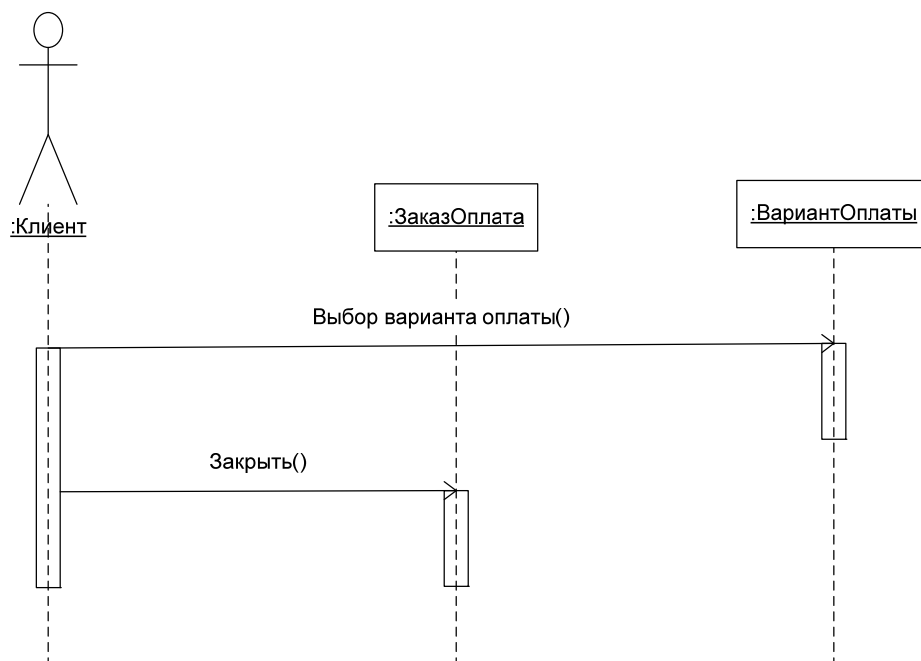 :Клиент
:ЗаказОплата
:ВариантОплаты
Выбор варианта оплаты()
Закрыть()